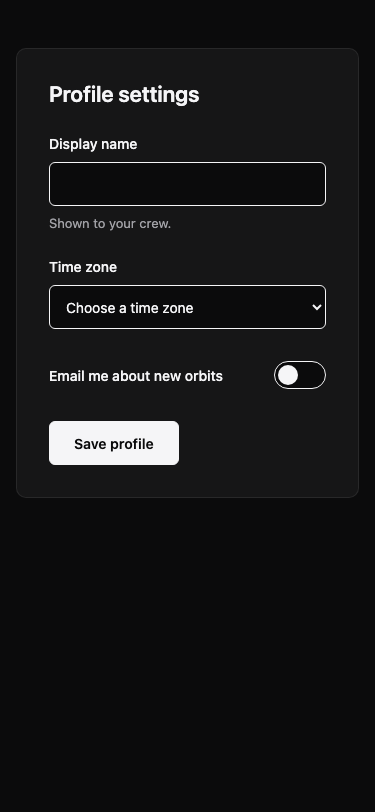 Profile settings
Display name
Shown to your crew.
Time zone
Choose a time zone
Email me about new orbits
Save profile